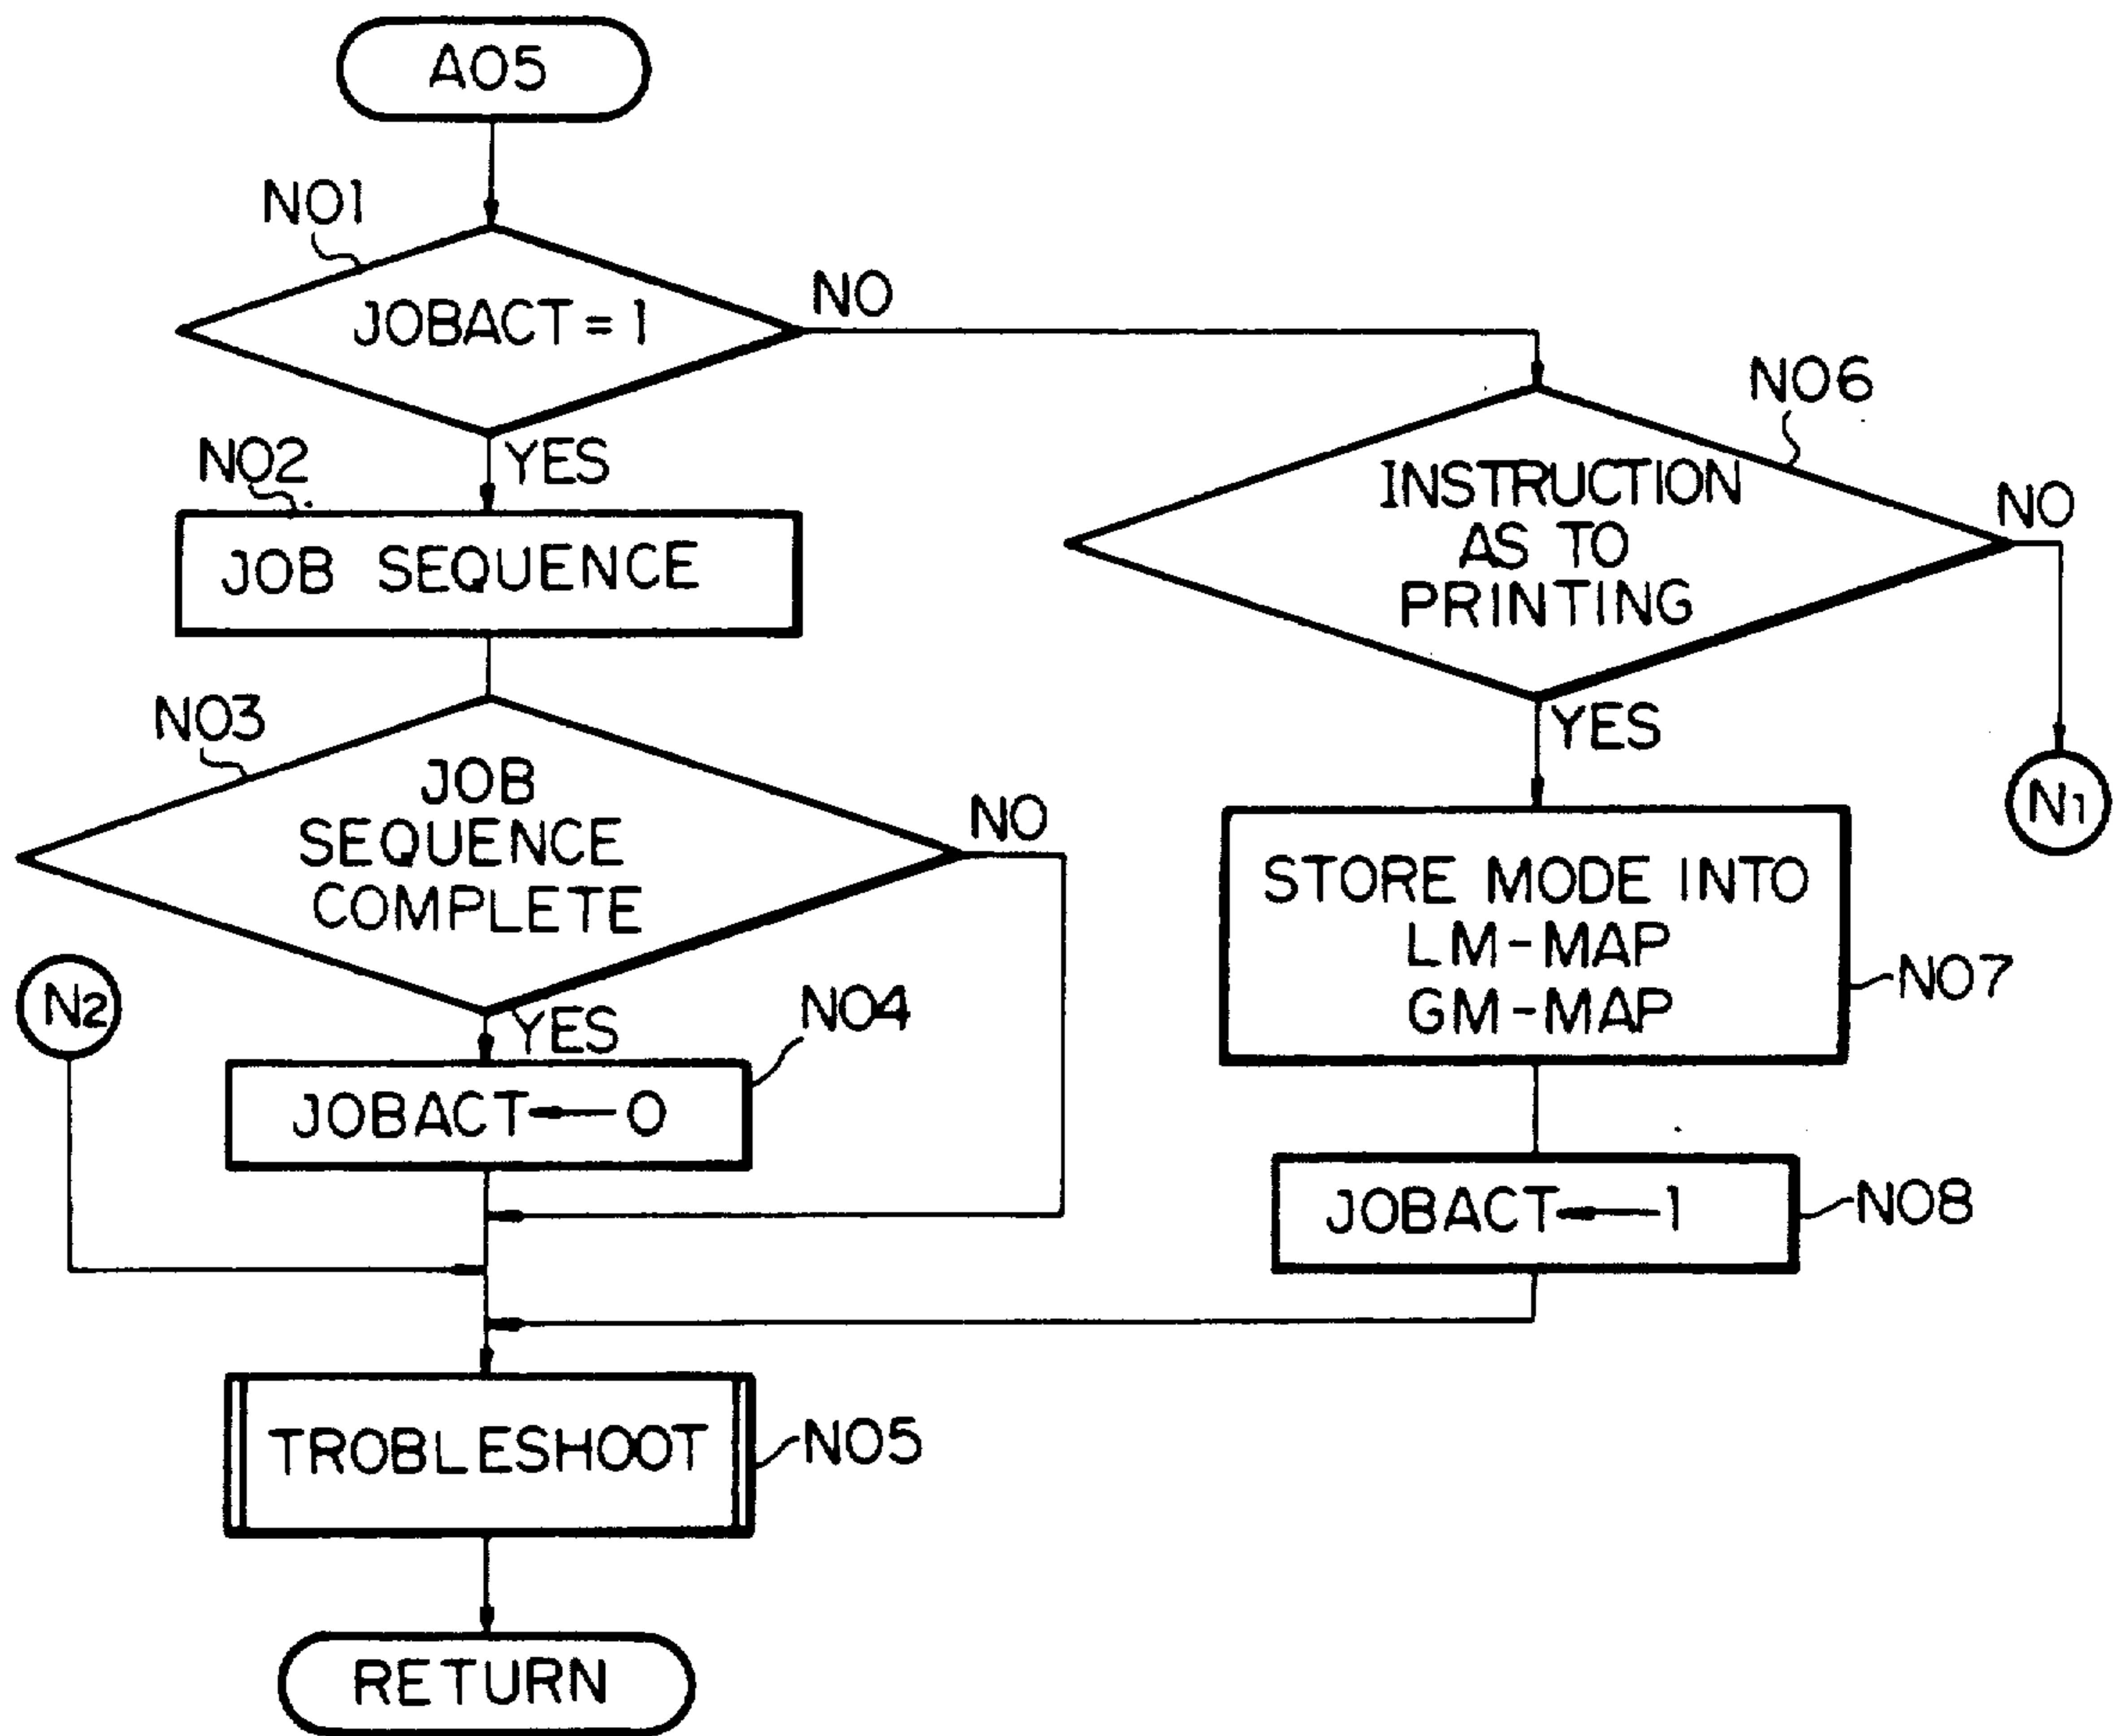 A05
N01
JOBACT = 1
NO
YES
N02
JOB SEQUENCE
N03
JOB
SEQUENCE
COMPLETE
NO
YES
N2
N04
JOBACT ← 0
TROBLESHOOT
N05
RETURN
N06
INSTRUCTION
AS TO
PRINTING
NO
YES
N1
STORE MODE INTO
LM-MAP
GM-MAP
N07
JOBACT ← 1
N08